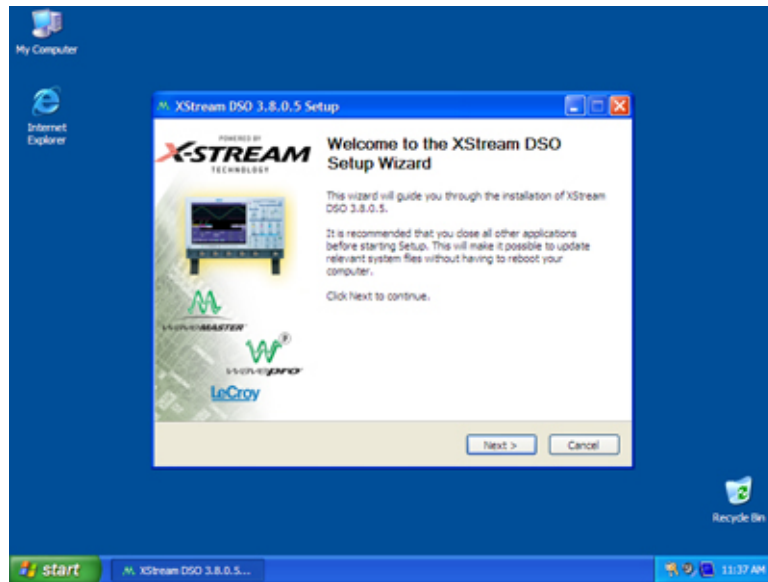 My Computer
Internet
Explorer
XStream DSO 3.8.0.5 Setup
POWERED BY
X-STREAM
TECHNOLOGY
WAVEMASTER
wavepro
LeCroy
Welcome to the XStream DSO
Setup Wizard
This wizard will guide you through the installation of XStream
DSO 3.8.0.5.
It is recommended that you close all other applications
before starting Setup. This will make it possible to update
relevant system files without having to reboot your
computer.
Click Next to continue.
Next >
Cancel
Recycle Bin
start
XStream DSO 3.8.0.5...
11:37 AM